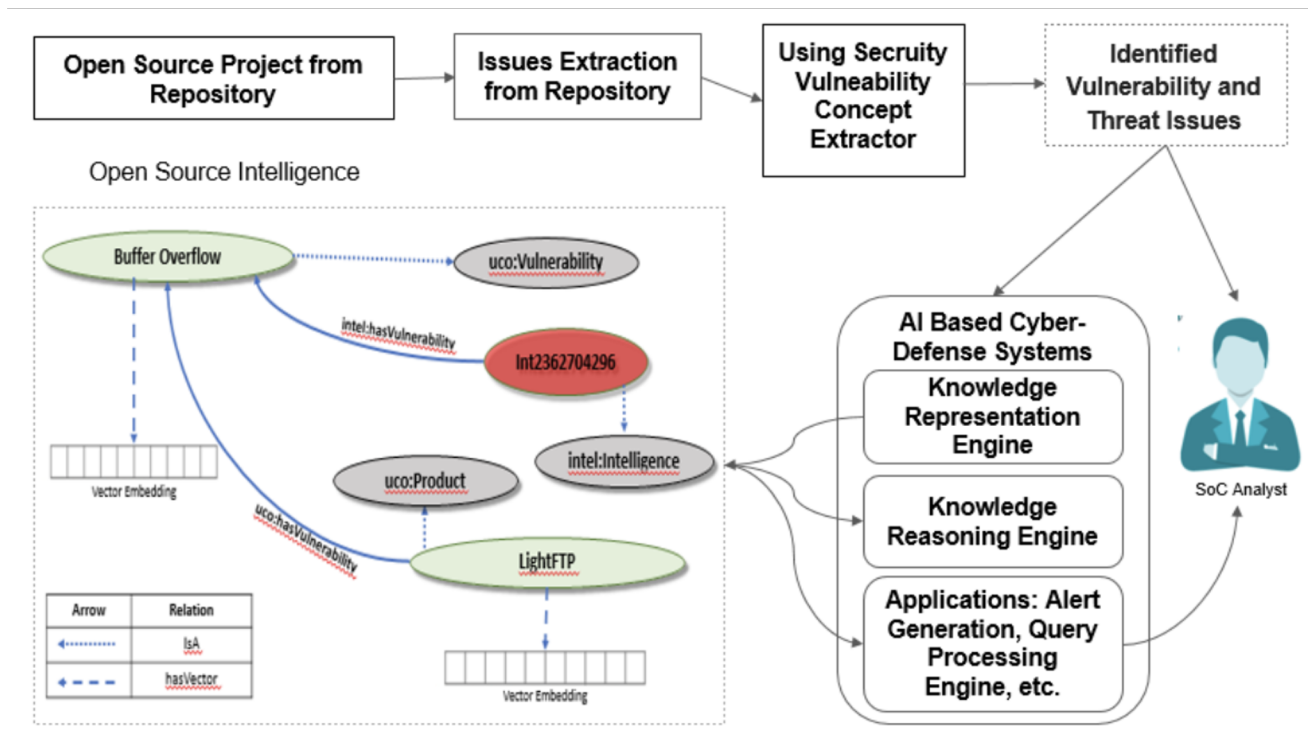 Open Source Project from
Repository
Issues Extraction
from Repository
Using Secruity
Vulneability
Concept
Extractor
Identified
Vulnerability and
Threat Issues
Open Source Intelligence
Buffer Overflow
uco:Vulnerability
intel:hasVulnerability
Int2362704296
intel:Intelligence
Vector Embedding
uco:Product
uco:hasVulnerability
LightFTP
Vector Embedding
Arrow Relation
IsA
hasVector
AI Based Cyber-
Defense Systems
Knowledge
Representation
Engine
Knowledge
Reasoning Engine
Applications: Alert
Generation, Query
Processing
Engine, etc.
SoC Analyst